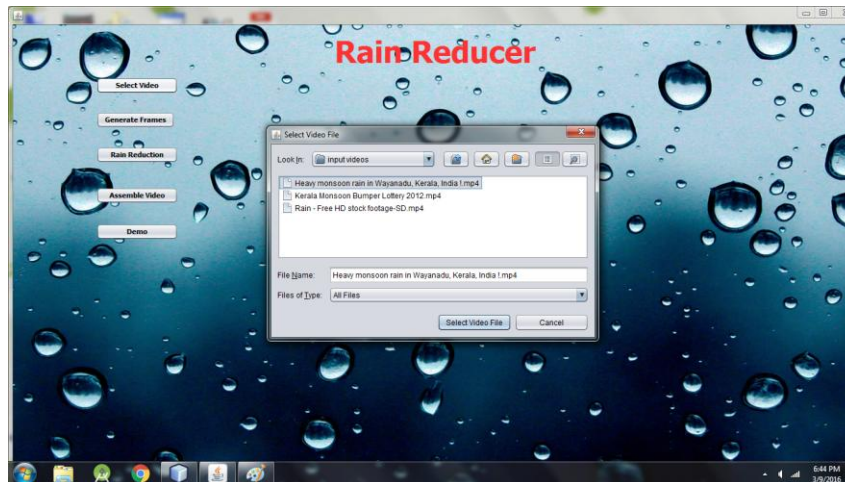 Rain Reducer
Select Video
Generate Frames
Rain Reduction
Assemble Video
Demo
Select Video File
Look In: input videos
Heavy monsoon rain in Wayanadu, Kerala, India !.mp4
Kerala Monsoon Bumper Lottery 2012.mp4
Rain - Free HD stock footage-SD.mp4
File Name: Heavy monsoon rain in Wayanadu, Kerala, India !.mp4
Files of Type: All Files
Select Video File Cancel
6:44 PM
3/9/2016